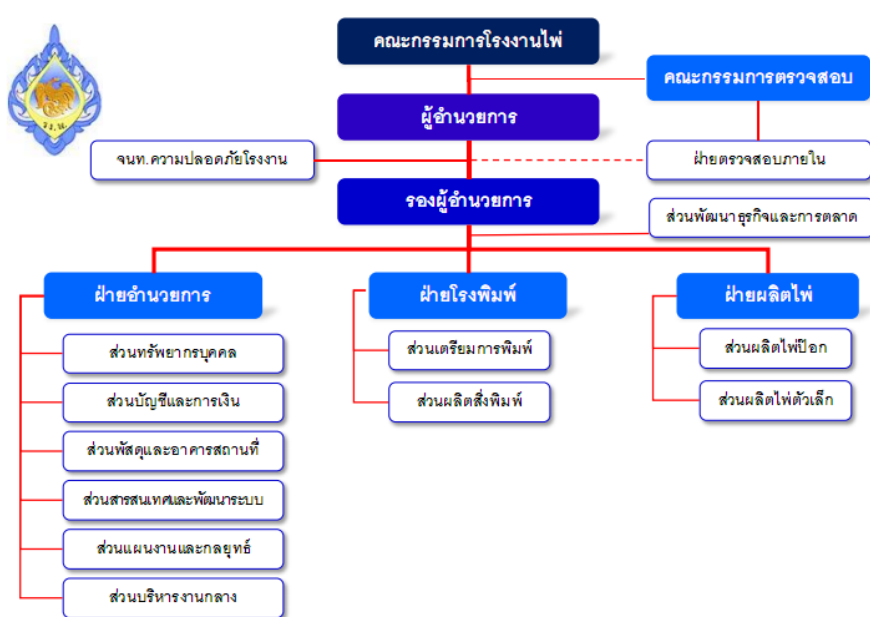 คณะกรรมการโรงงานไพ่
คณะกรรมการตรวจสอบ
ผู้อำนวยการ
จนท.ความปลอดภัยโรงงาน
ฝ่ายตรวจสอบภายใน
รองผู้อำนวยการ
ส่วนพัฒนาธุรกิจและการตลาด
ฝ่ายอำนวยการ
ฝ่ายโรงพิมพ์
ฝ่ายผลิตไพ่
ส่วนทรัพยากรบุคคล
ส่วนเตรียมการพิมพ์
ส่วนผลิตไพ่ป๊อก
ส่วนบัญชีและการเงิน
ส่วนผลิตสิ่งพิมพ์
ส่วนผลิตไพ่ตัวเล็ก
ส่วนพัสดุและอาคารสถานที่
ส่วนสารสนเทศและพัฒนาระบบ
ส่วนแผนงานและกลยุทธ์
ส่วนบริหารงานกลาง